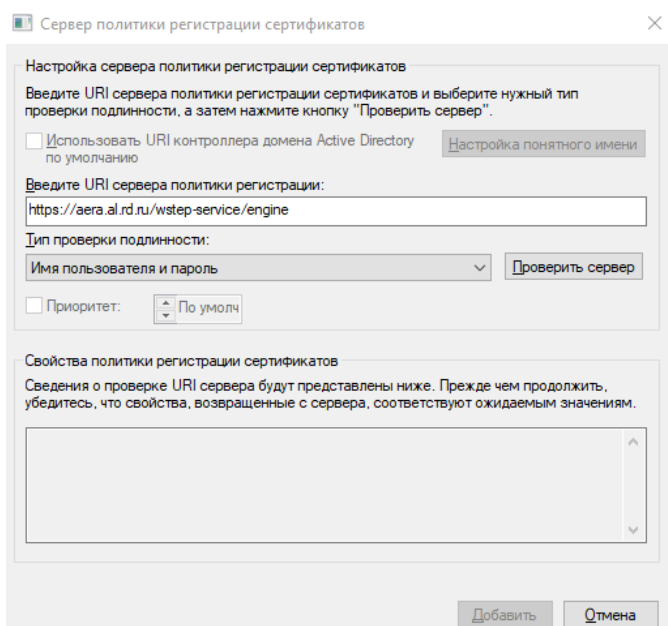 Сервер политики регистрации сертификатов
Настройка сервера политики регистрации сертификатов
Введите URI сервера политики регистрации сертификатов и выберите нужный тип
проверки подлинности, а затем нажмите кнопку "Проверить сервер".
Использовать URI контроллера домена Active Directory
по умолчанию
Настройка понятного имени
Введите URI сервера политики регистрации:
https://aera.al.rd.ru/wstep-service/engine
Тип проверки подлинности:
Имя пользователя и пароль
Проверить сервер
Приоритет:
По умолч
Свойства политики регистрации сертификатов
Сведения о проверке URI сервера будут представлены ниже. Прежде чем продолжить,
убедитесь, что свойства, возвращенные с сервера, соответствуют ожидаемым значениям.
Добавить
Отмена